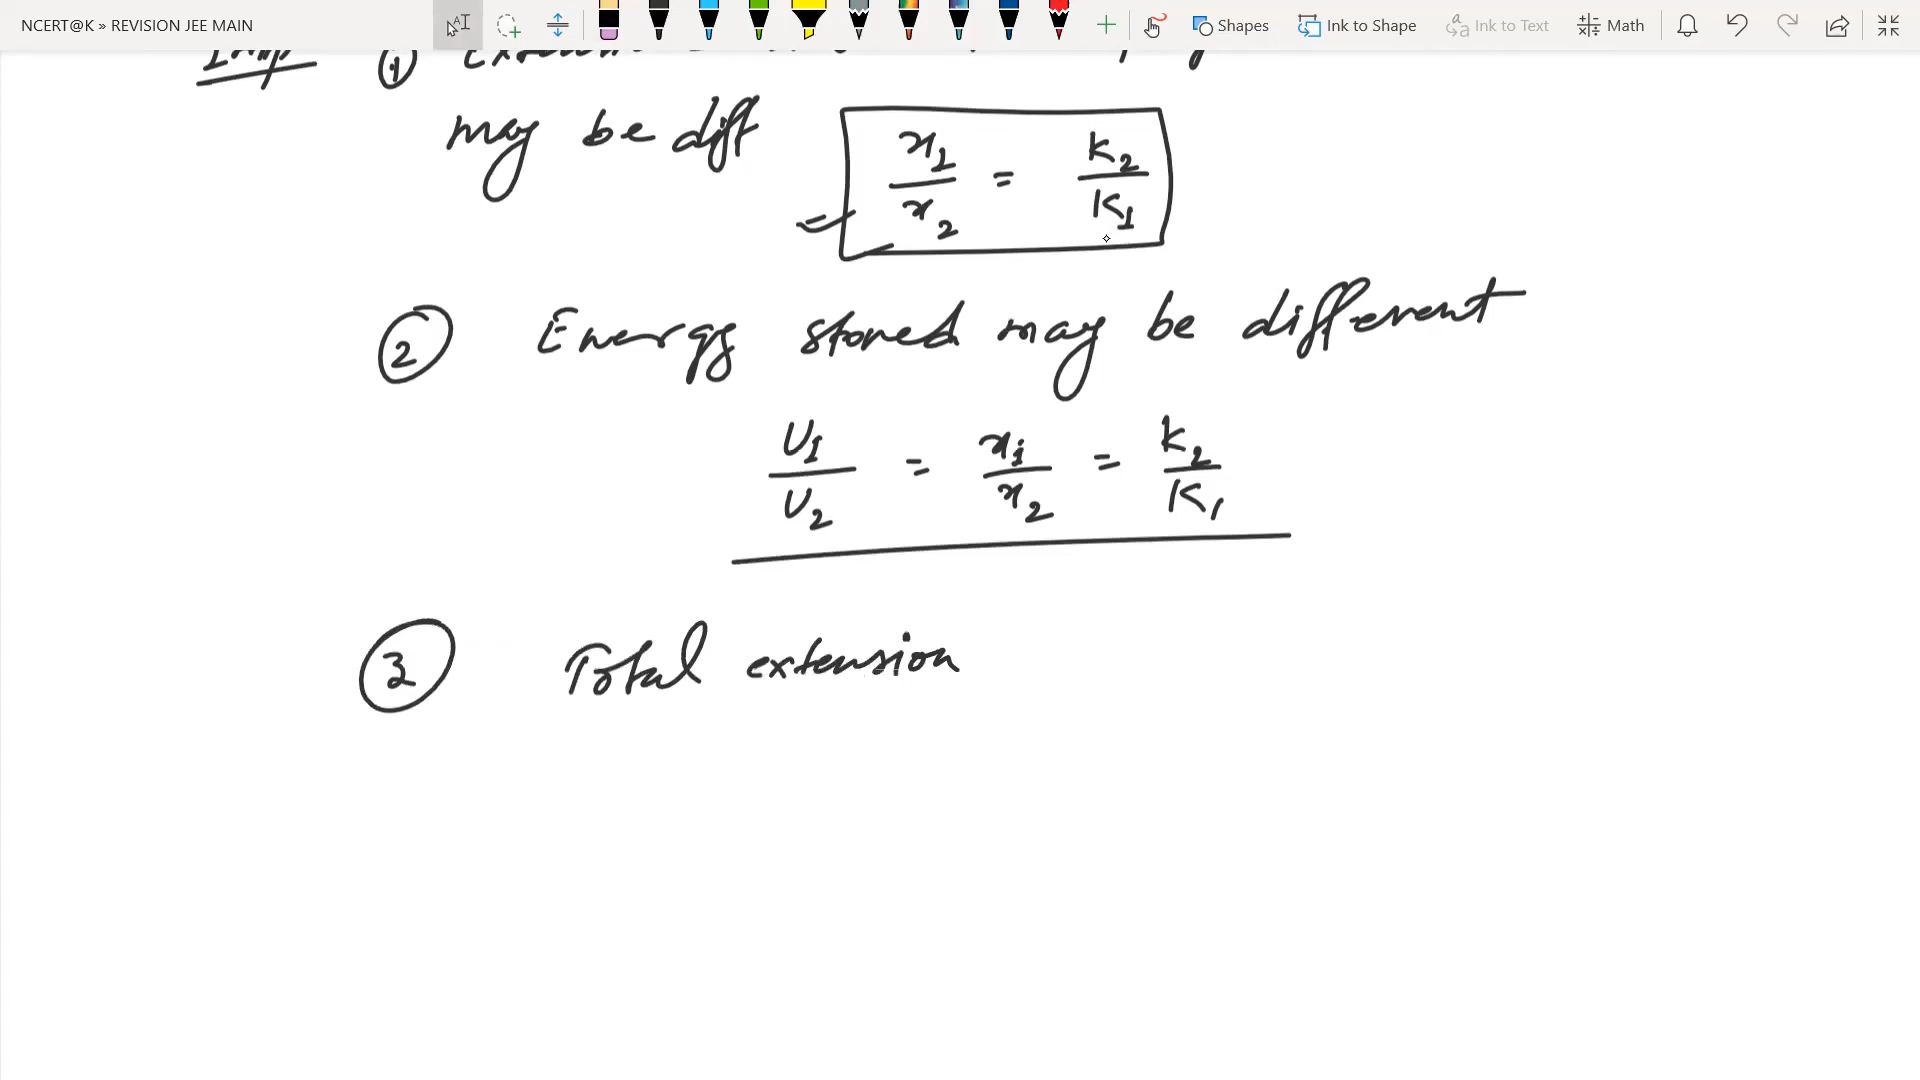 NCERT@K » REVISION JEE MAIN Shapes Ink to Shape Ink to Text Math
Imp ①
may be diff
= x₁/x₂ = K₂/K₁
② Energy stored may be different
U₁/U₂ = x₁/x₂ = K₂/K₁
③ Total extension